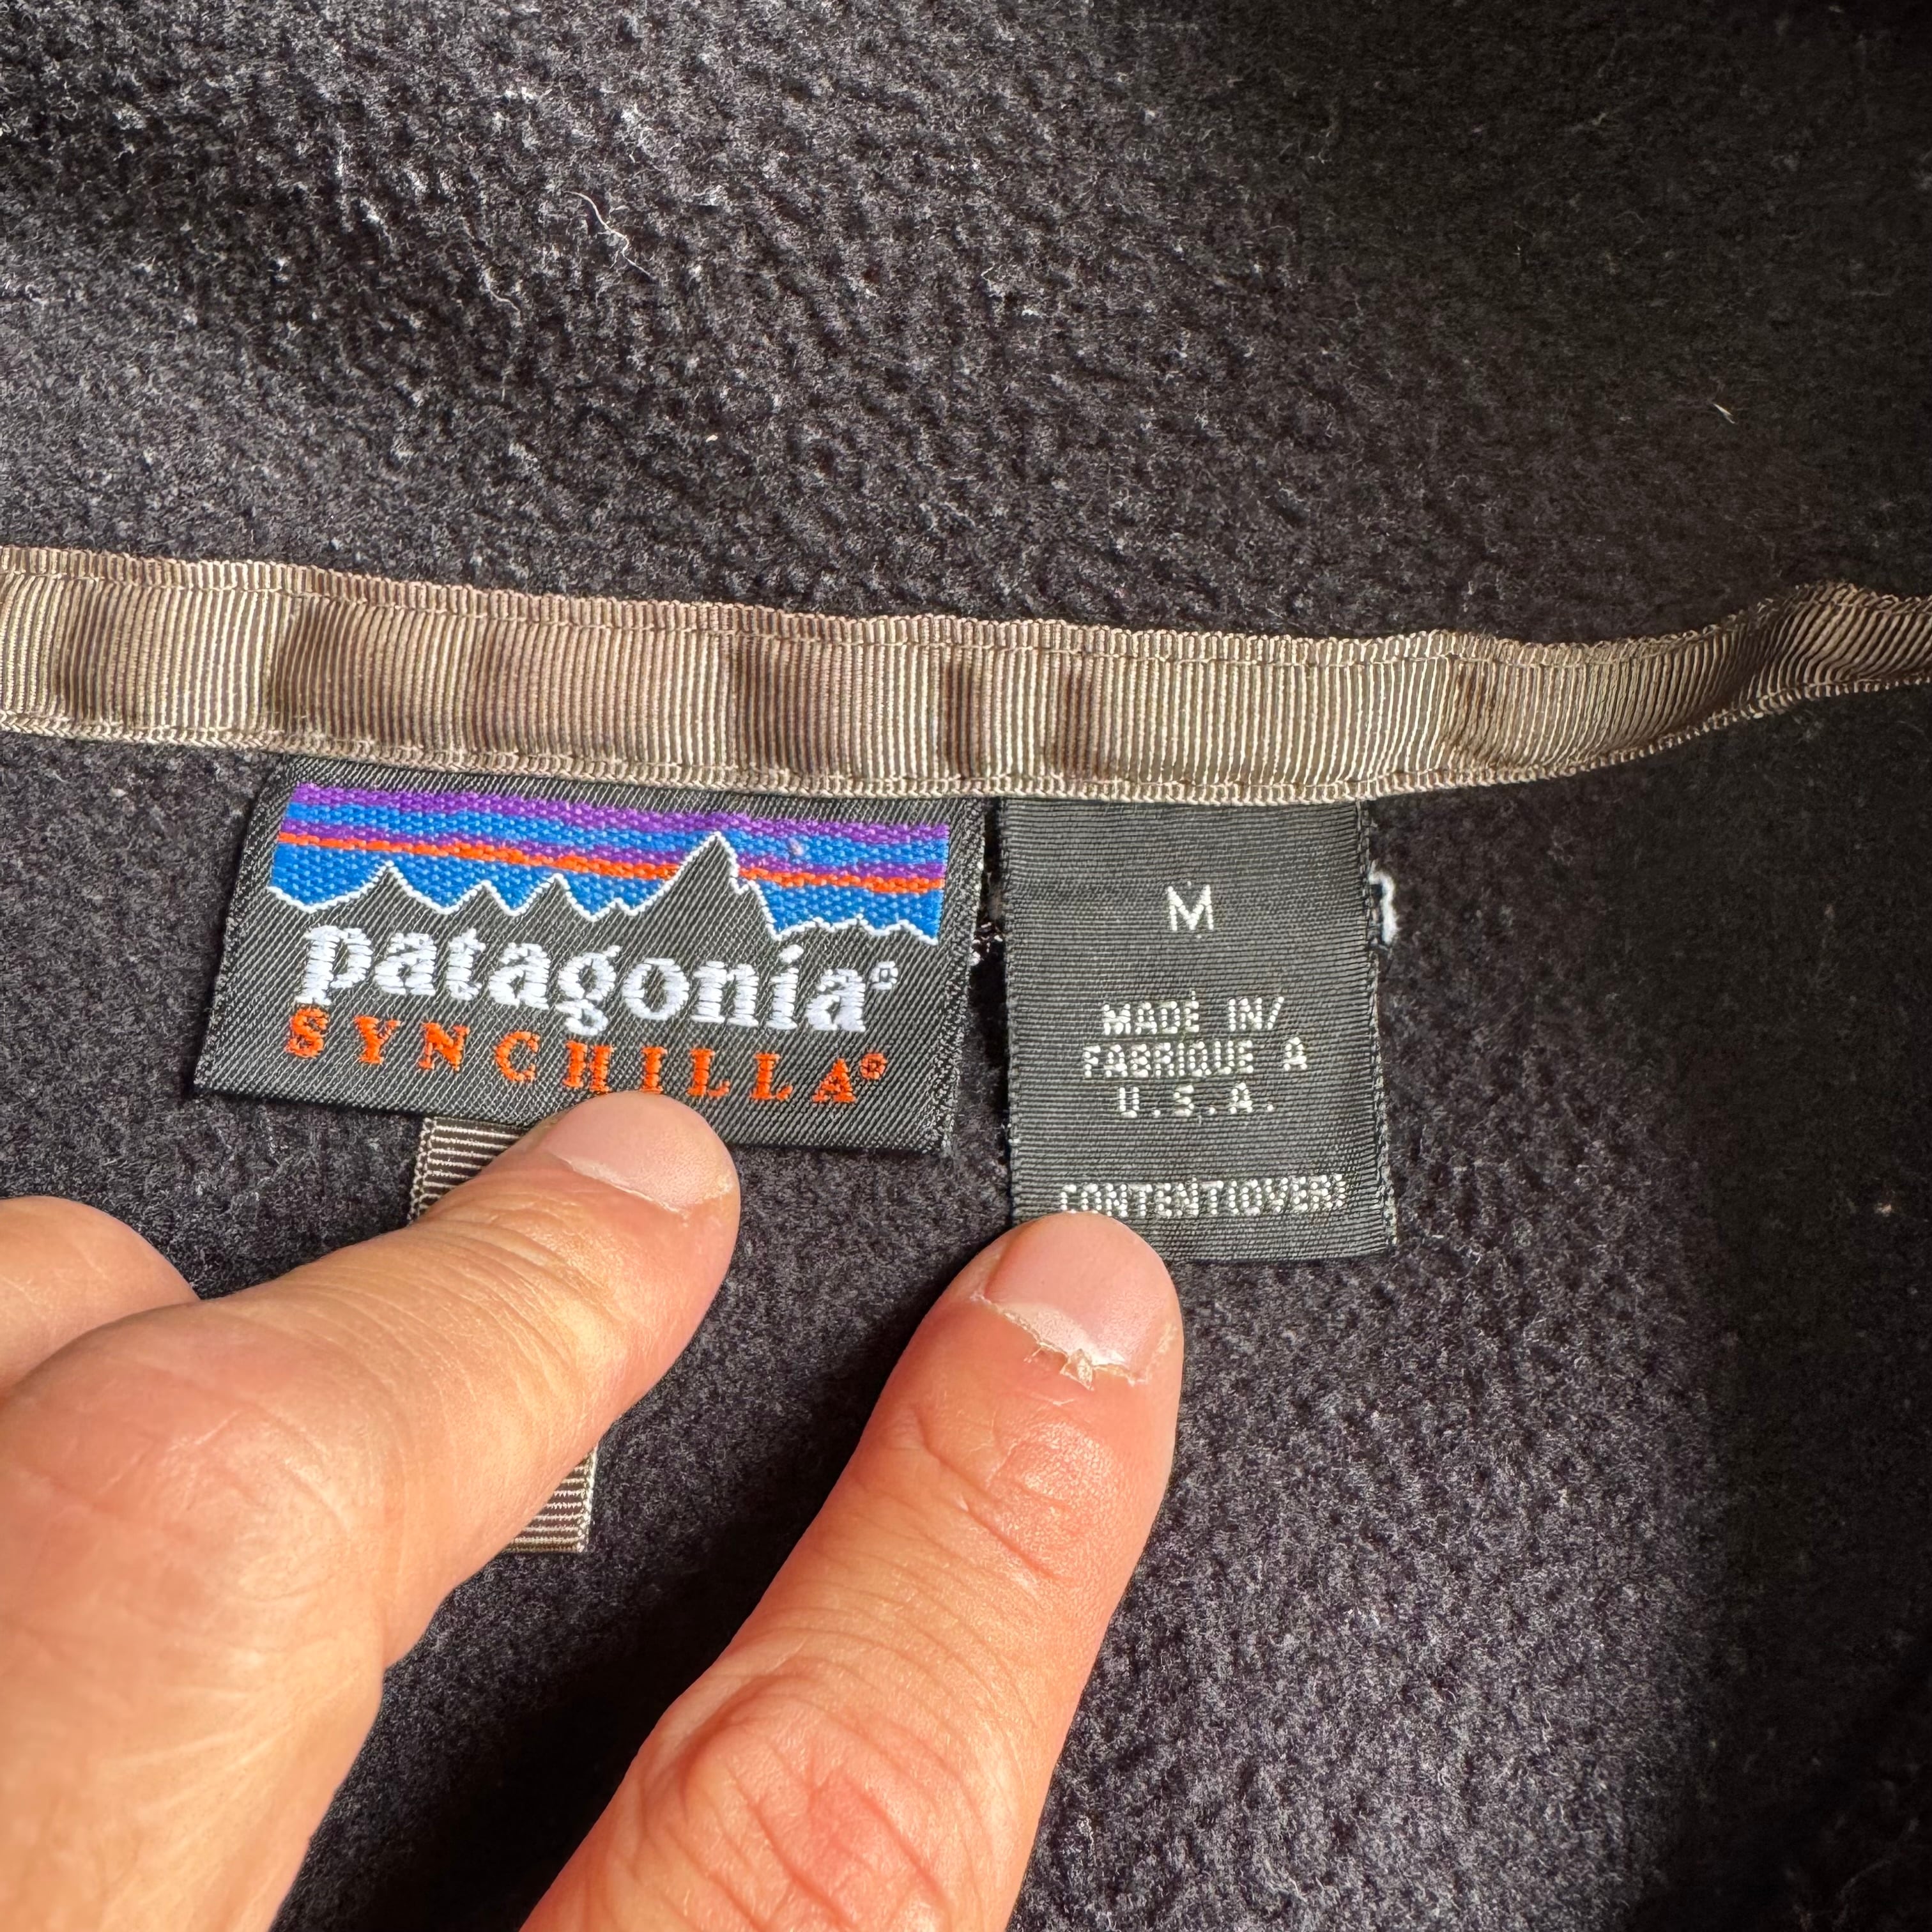 patagonia®
SYNCHILLA®
M
MADE IN/
FABRIQUE A
U.S.A.
CONTENT(OVER)